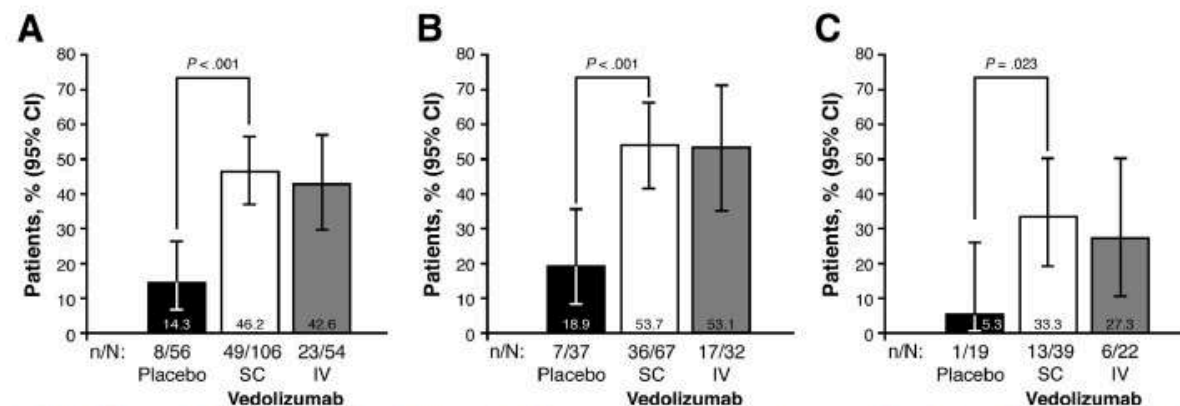 A
Patients, % (95% CI)
80
70
60
50
40
30
20
10
0
P < .001
14.3
46.2
42.6
n/N: 8/56 49/106 23/54
Placebo SC IV
Vedolizumab
B
Patients, % (95% CI)
80
70
60
50
40
30
20
10
0
P < .001
18.9
53.7
53.1
n/N: 7/37 36/67 17/32
Placebo SC IV
Vedolizumab
C
Patients, % (95% CI)
80
70
60
50
40
30
20
10
0
P = .023
5.3
33.3
27.3
n/N: 1/19 13/39 6/22
Placebo SC IV
Vedolizumab